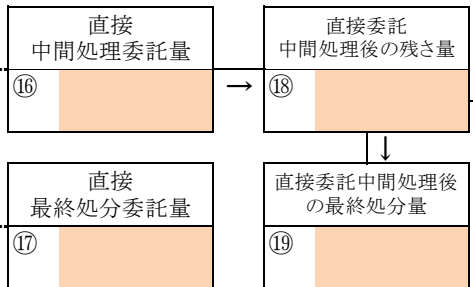 直接
中間処理委託量
直接委託
中間処理後の残さ量
⑯
→
⑱
↓
直接
最終処分委託量
直接委託中間処理後
の最終処分量
⑰
⑲